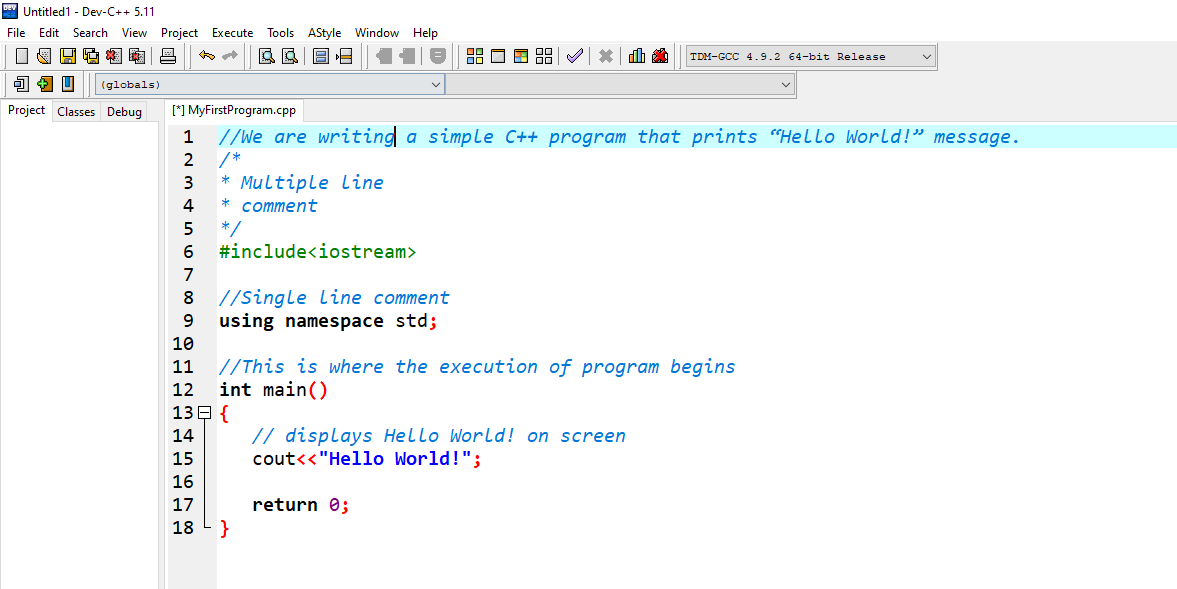 Untitled1 - Dev-C++ 5.11
File Edit Search View Project Execute Tools AStyle Window Help
TDM-GCC 4.9.2 64-bit Release
(globals)
Project Classes Debug [*] MyFirstProgram.cpp
1 //We are writing a simple C++ program that prints “Hello World!” message.
2 /*
3 * Multiple line
4 * comment
5 */
6 #include<iostream>
7
8 //Single line comment
9 using namespace std;
10
11 //This is where the execution of program begins
12 int main()
13 {
14 // displays Hello World! on screen
15 cout<<"Hello World!";
16
17 return 0;
18 }